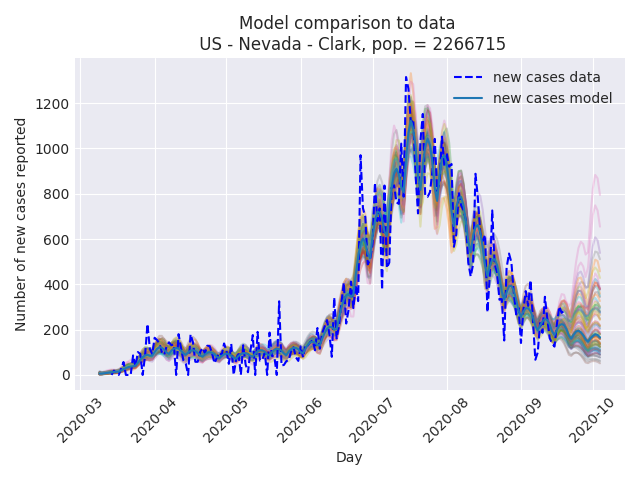 Model comparison to data
US - Nevada - Clark, pop. = 2266715
new cases data
new cases model
Number of new cases reported
1200
1000
800
600
400
200
0
2020-03
2020-04
2020-05
2020-06
2020-07
2020-08
2020-09
2020-10
Day